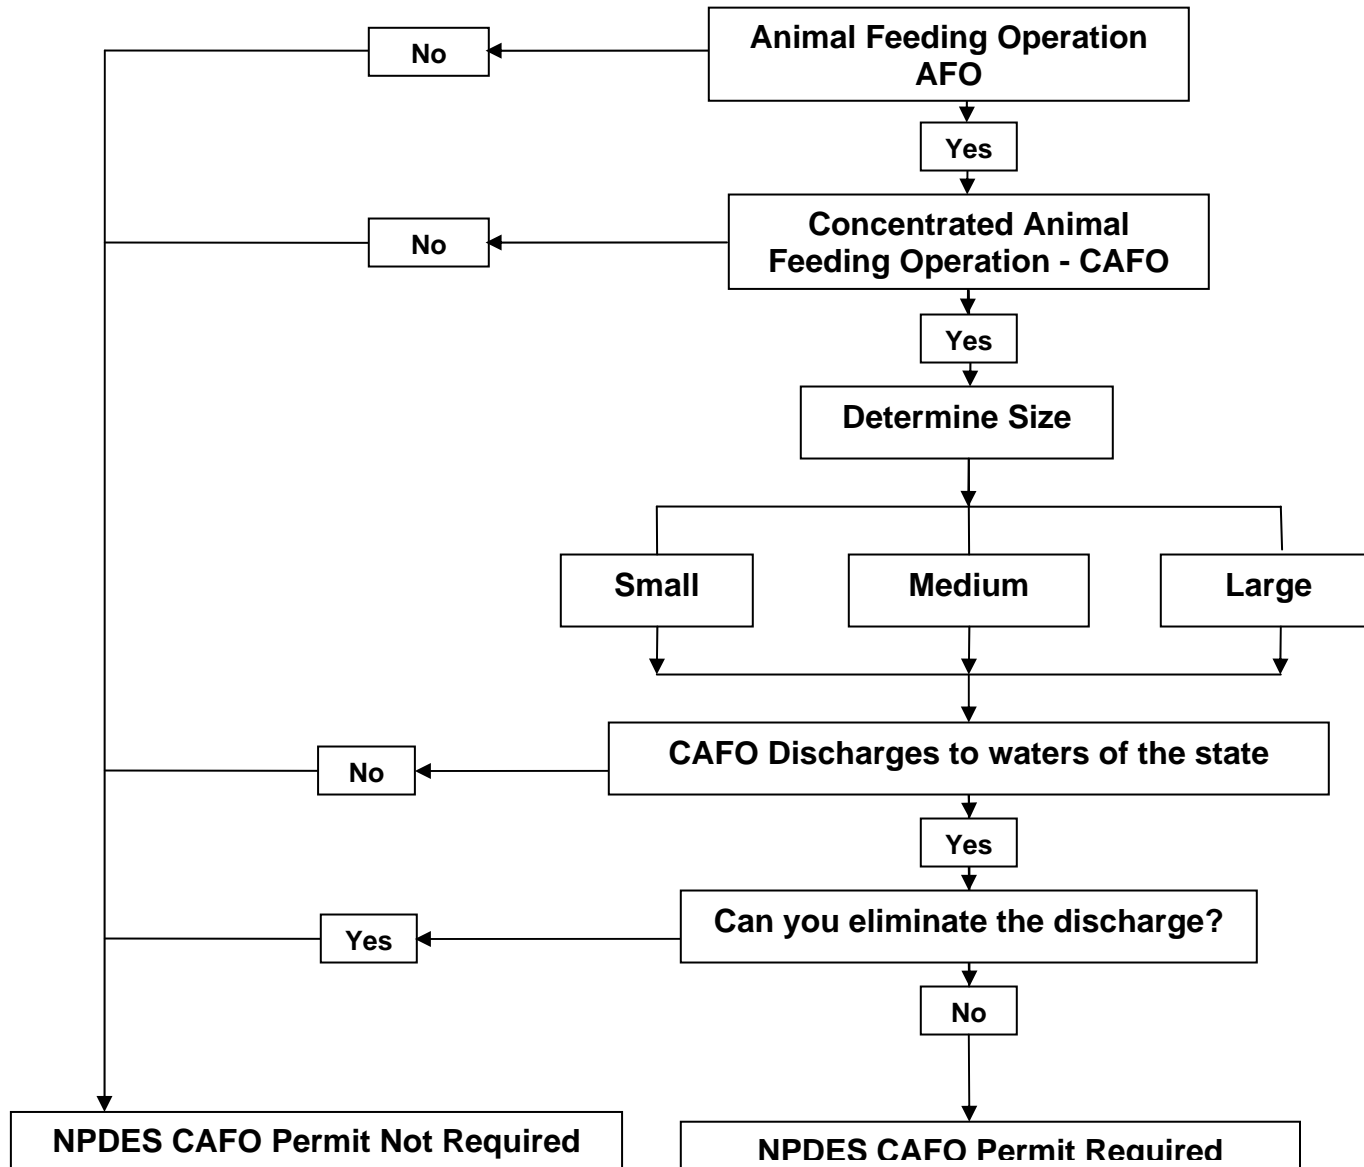 Animal Feeding Operation
AFO
No
Yes
Concentrated Animal
Feeding Operation - CAFO
No
Yes
Determine Size
Small
Medium
Large
CAFO Discharges to waters of the state
No
Yes
Can you eliminate the discharge?
Yes
No
NPDES CAFO Permit Not Required
NPDES CAFO Permit Required